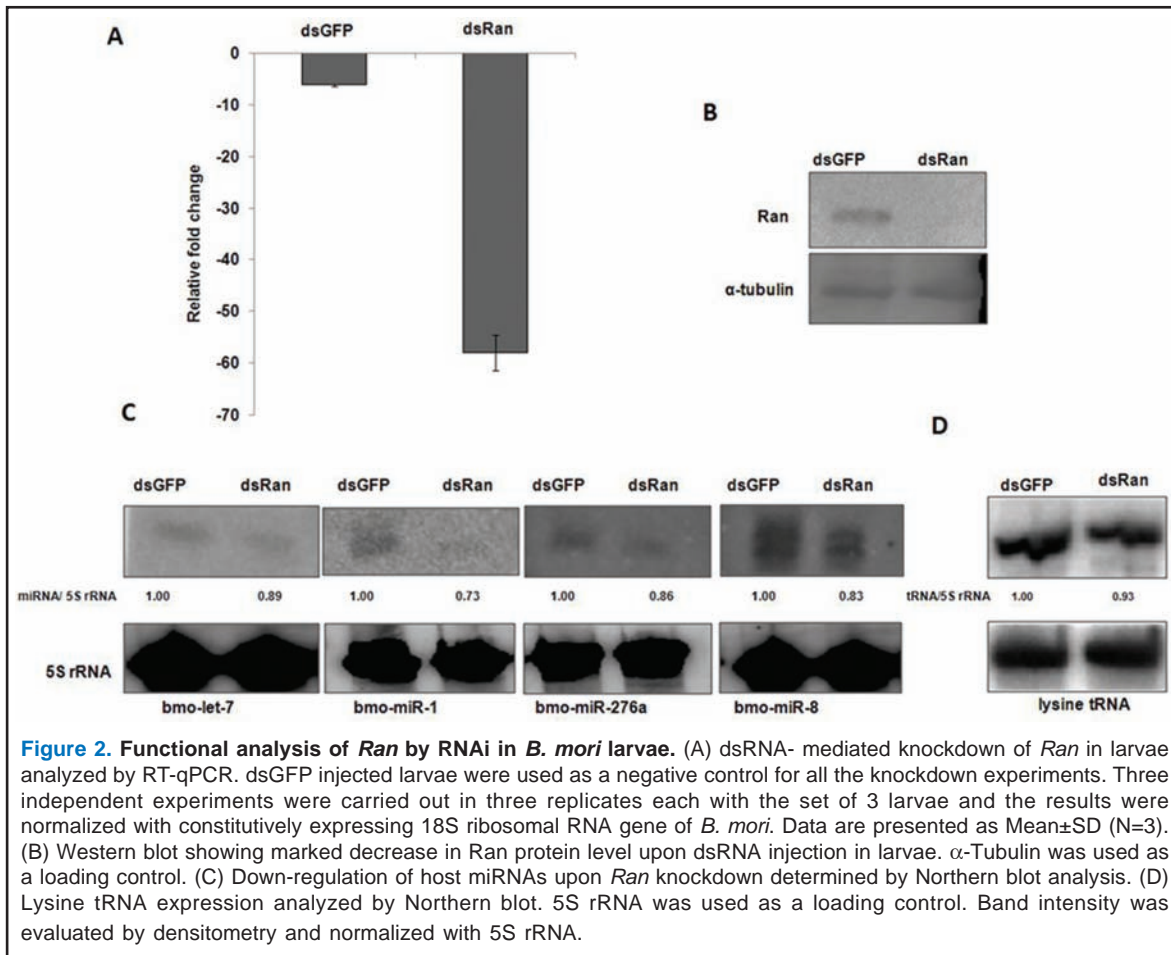 A
dsGFP dsRan
0
-10
-20
-30
-40
-50
-60
-70
Relative fold change
B
dsGFP dsRan
Ran
α-tubulin
C
dsGFP dsRan dsGFP dsRan dsGFP dsRan dsGFP dsRan
miRNA/ 5S rRNA 1.00 0.89 1.00 0.73 1.00 0.86 1.00 0.83
5S rRNA
bmo-let-7 bmo-miR-1 bmo-miR-276a bmo-miR-8
D
dsGFP dsRan
tRNA/5S rRNA 1.00 0.93
lysine tRNA
Figure 2. Functional analysis of Ran by RNAi in B. mori larvae. (A) dsRNA- mediated knockdown of Ran in larvae
analyzed by RT-qPCR. dsGFP injected larvae were used as a negative control for all the knockdown experiments. Three
independent experiments were carried out in three replicates each with the set of 3 larvae and the results were
normalized with constitutively expressing 18S ribosomal RNA gene of B. mori. Data are presented as Mean±SD (N=3).
(B) Western blot showing marked decrease in Ran protein level upon dsRNA injection in larvae. α-Tubulin was used as
a loading control. (C) Down-regulation of host miRNAs upon Ran knockdown determined by Northern blot analysis. (D)
Lysine tRNA expression analyzed by Northern blot. 5S rRNA was used as a loading control. Band intensity was
evaluated by densitometry and normalized with 5S rRNA.